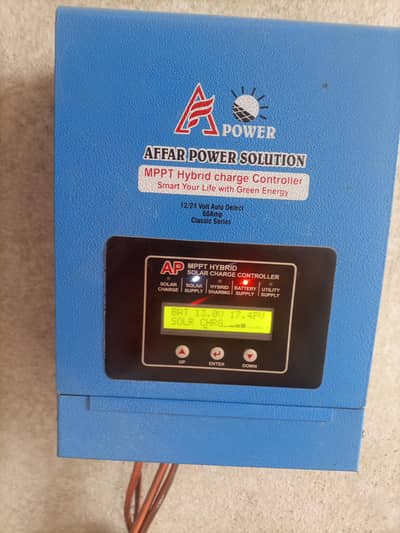 POWER
AFFAR POWER SOLUTION
MPPT Hybrid charge Controller
Smart Your Life with Green Energy
12/24 Volt Auto Detect
60Amp
Classic Series
AP MPPT HYBRID
SOLAR CHARGE CONTROLLER
SOLAR CHARGE SOLAR SUPPLY HYBRID SHARING BATTERY SUPPLY UTILITY SUPPLY
BAT 13.0V 17.4PV
SOLR CHRG
UP ENTER DOWN